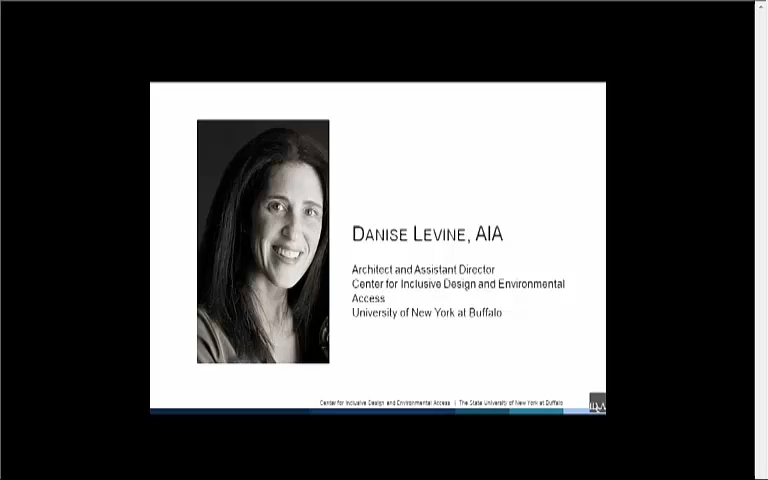 DANISE LEVINE, AIA
Architect and Assistant Director
Center for Inclusive Design and Environmental
Access
University of New York at Buffalo
Center for Inclusive Design and Environmental Access | The State University of New York at Buffalo